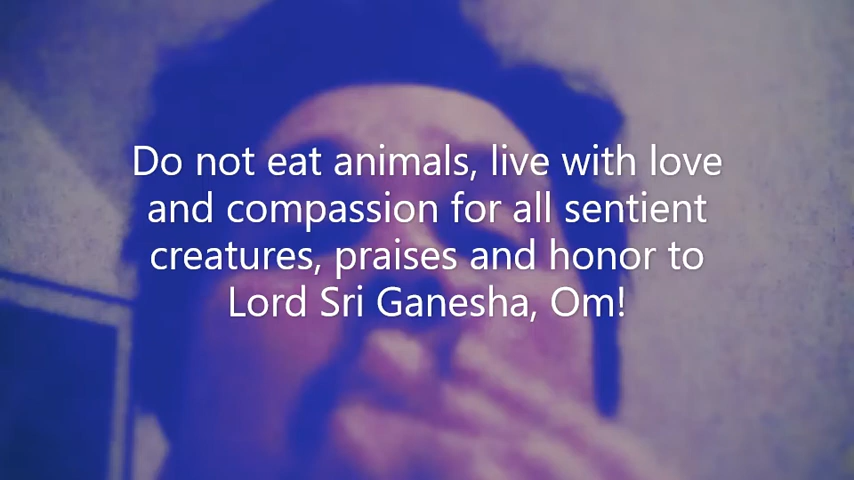 Do not eat animals, live with love
and compassion for all sentient
creatures, praises and honor to
Lord Sri Ganesha, Om!